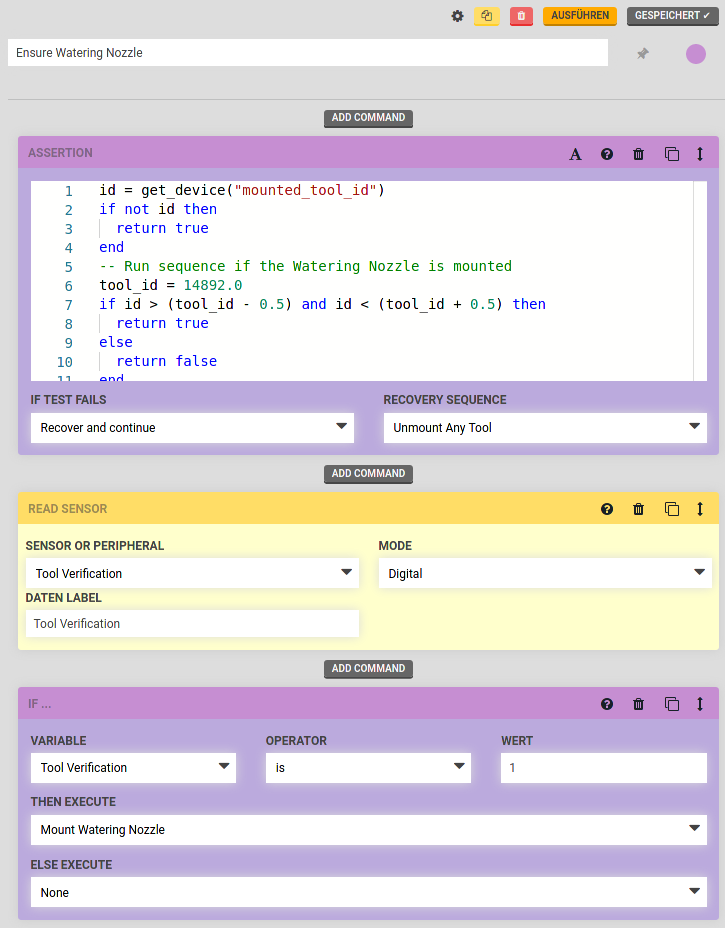 AUSFÜHREN GESPEICHERT ✔
Ensure Watering Nozzle
ADD COMMAND
ASSERTION A
1 id = get_device("mounted_tool_id")
2 if not id then
3 return true
4 end
5 -- Run sequence if the Watering Nozzle is mounted
6 tool_id = 14892.0
7 if id > (tool_id - 0.5) and id < (tool_id + 0.5) then
8 return true
9 else
10 return false
11 end
IF TEST FAILS RECOVERY SEQUENCE
Recover and continue Unmount Any Tool
ADD COMMAND
READ SENSOR
SENSOR OR PERIPHERAL MODE
Tool Verification Digital
DATEN LABEL
Tool Verification
ADD COMMAND
IF ...
VARIABLE OPERATOR WERT
Tool Verification is 1
THEN EXECUTE
Mount Watering Nozzle
ELSE EXECUTE
None